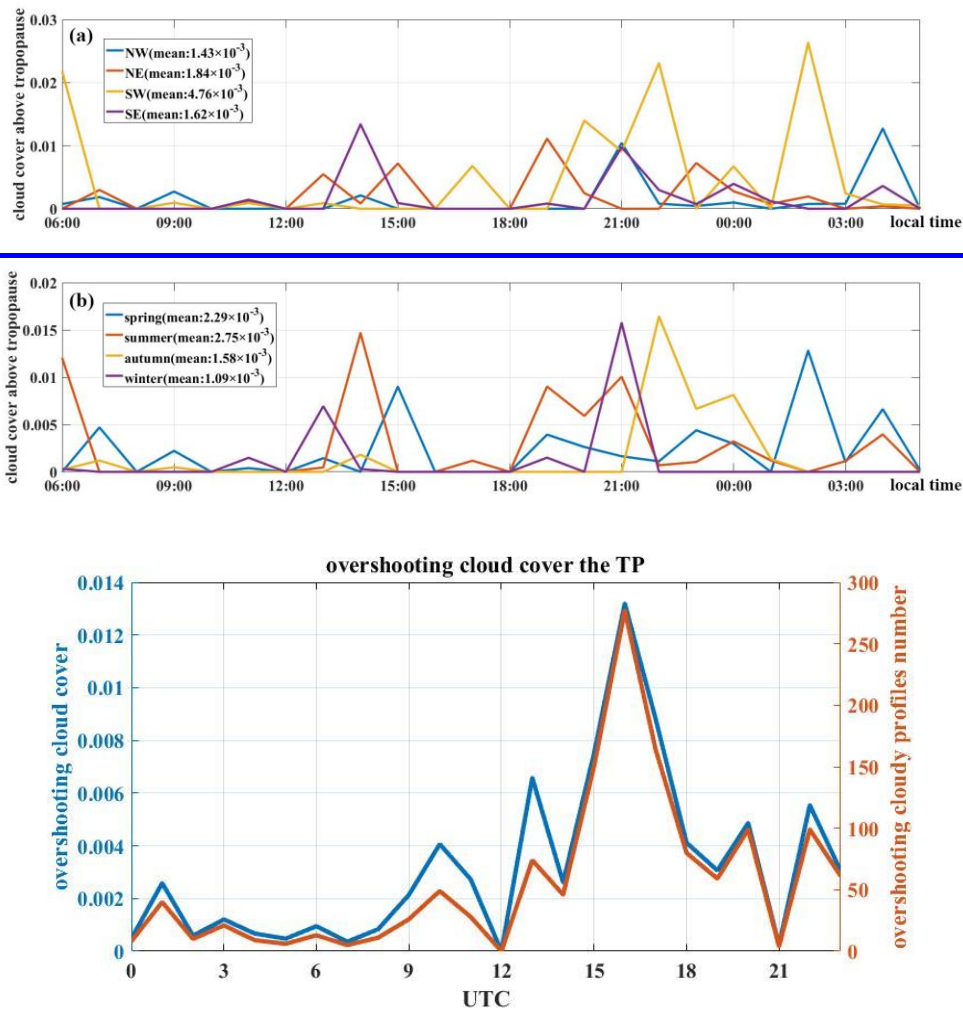 cloud cover above tropopause
0.03
0.02
0.01
0
(a)
NW(mean:1.43×10⁻³)
NE(mean:1.84×10⁻³)
SW(mean:4.76×10⁻³)
SE(mean:1.62×10⁻³)
06:00 09:00 12:00 15:00 18:00 21:00 00:00 03:00 local time
cloud cover above tropopause
0.02
0.015
0.01
0.005
0
(b)
spring(mean:2.29×10⁻³)
summer(mean:2.75×10⁻³)
autumn(mean:1.58×10⁻³)
winter(mean:1.09×10⁻³)
06:00 09:00 12:00 15:00 18:00 21:00 00:00 03:00 local time
overshooting cloud cover the TP
overshooting cloud cover
0.014
0.012
0.01
0.008
0.006
0.004
0.002
0
300
250
200
150
100
50
0
overshooting cloudy profiles number
0 3 6 9 12 15 18 21
UTC